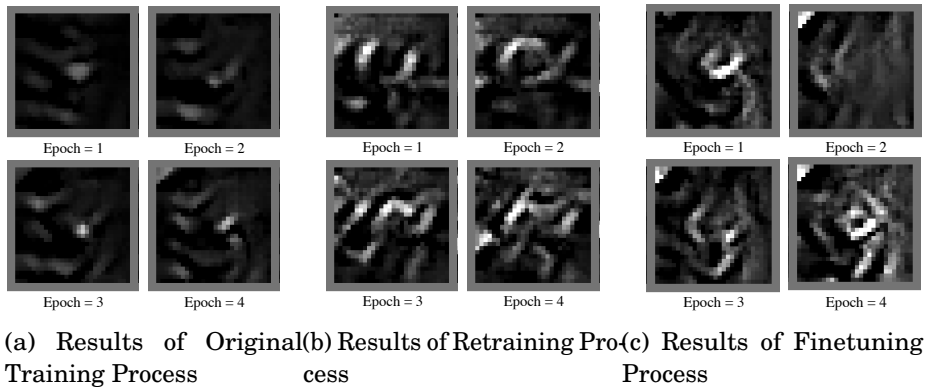 Epoch = 1 Epoch = 2 Epoch = 1 Epoch = 2 Epoch = 1 Epoch = 2
Epoch = 3 Epoch = 4 Epoch = 3 Epoch = 4 Epoch = 3 Epoch = 4
(a) Results of Original
Training Process
(b) Results of Retraining Pro-
cess
(c) Results of Finetuning
Process